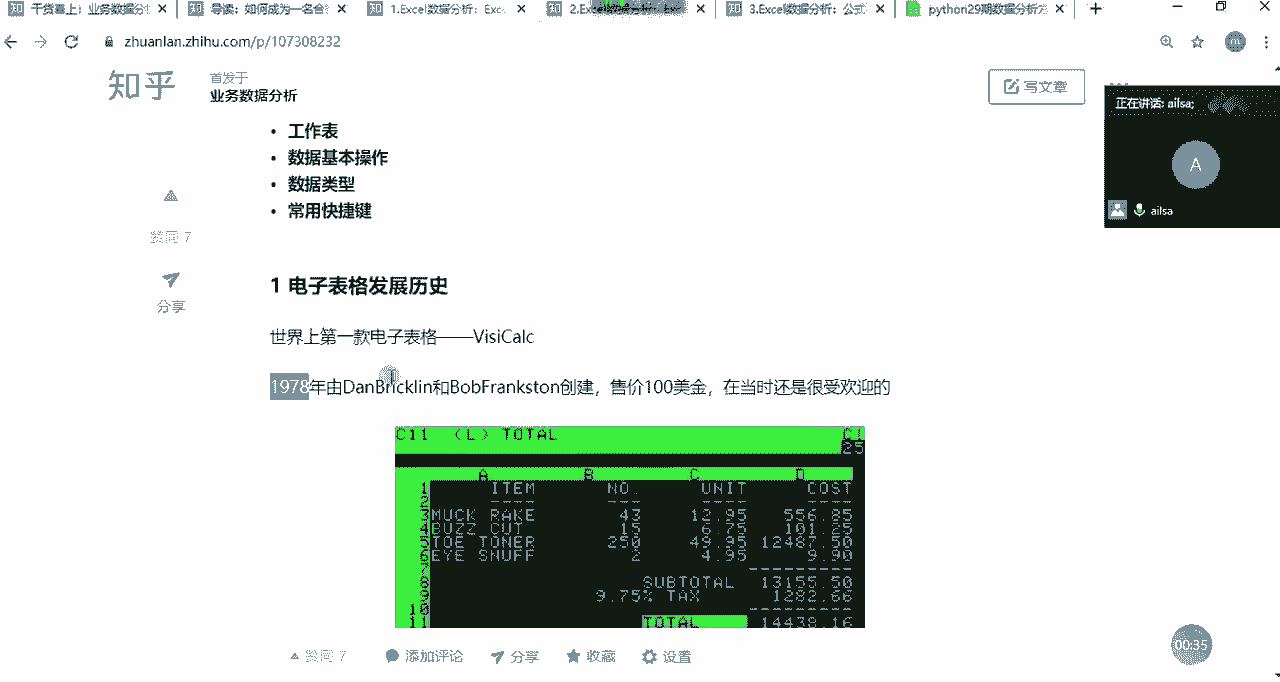 干货奉上！业务数据分
导读：如何成为一名合
1.Excel数据分析：Exc
3.Excel数据分析：公式
python29期数据分析
zhuanlan.zhihu.com/p/107308232
m
知乎
首发于
业务数据分析
写文章
正在讲话: ailsa;
A
ailsa
• 工作表
• 数据基本操作
• 数据类型
• 常用快捷键
赞同 7
分享
1 电子表格发展历史
世界上第一款电子表格——VisiCalc
1978年由DanBricklin和BobFrankston创建，售价100美金，在当时还是很受欢迎的
C11 (L) TOTAL C1
25
A B C D
1 ITEM NO. UNIT COST
2 ---- ---- ---- ----
3 MUCK RAKE 43 12.95 556.85
4 BUZZ CUT 15 6.75 101.25
5 TOE TONER 250 49.95 12487.50
6 EYE SNUFF 2 4.95 9.90
8 SUBTOTAL 13155.50
9 9.75% TAX 1282.66
10
11 TOTAL 14438.16
赞同 7 添加评论 分享 收藏 设置
00:35